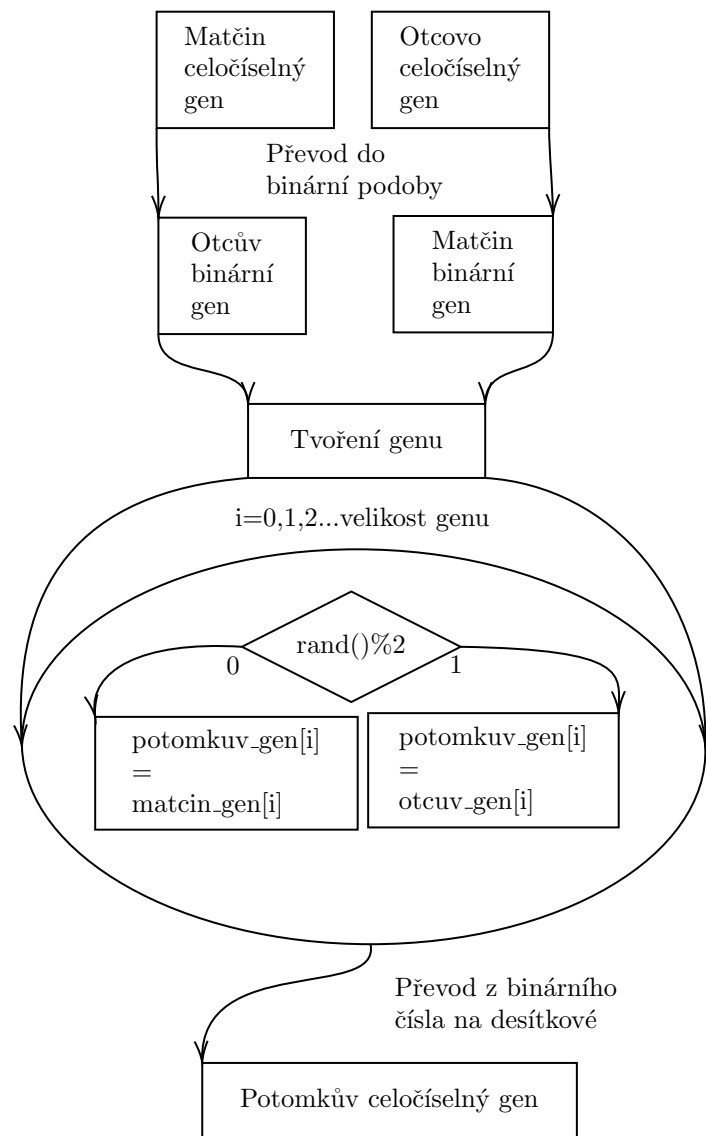 Matčin
celočíselný
gen
Otcovo
celočíselný
gen
Převod do
binární podoby
Otcův
binární
gen
Matčin
binární
gen
Tvoření genu
i=0,1,2...velikost genu
rand()%2
0
1
potomkuv_gen[i]
=
matcin_gen[i]
potomkuv_gen[i]
=
otcuv_gen[i]
Převod z binárního
čísla na desítkové
Potomkův celočíselný gen